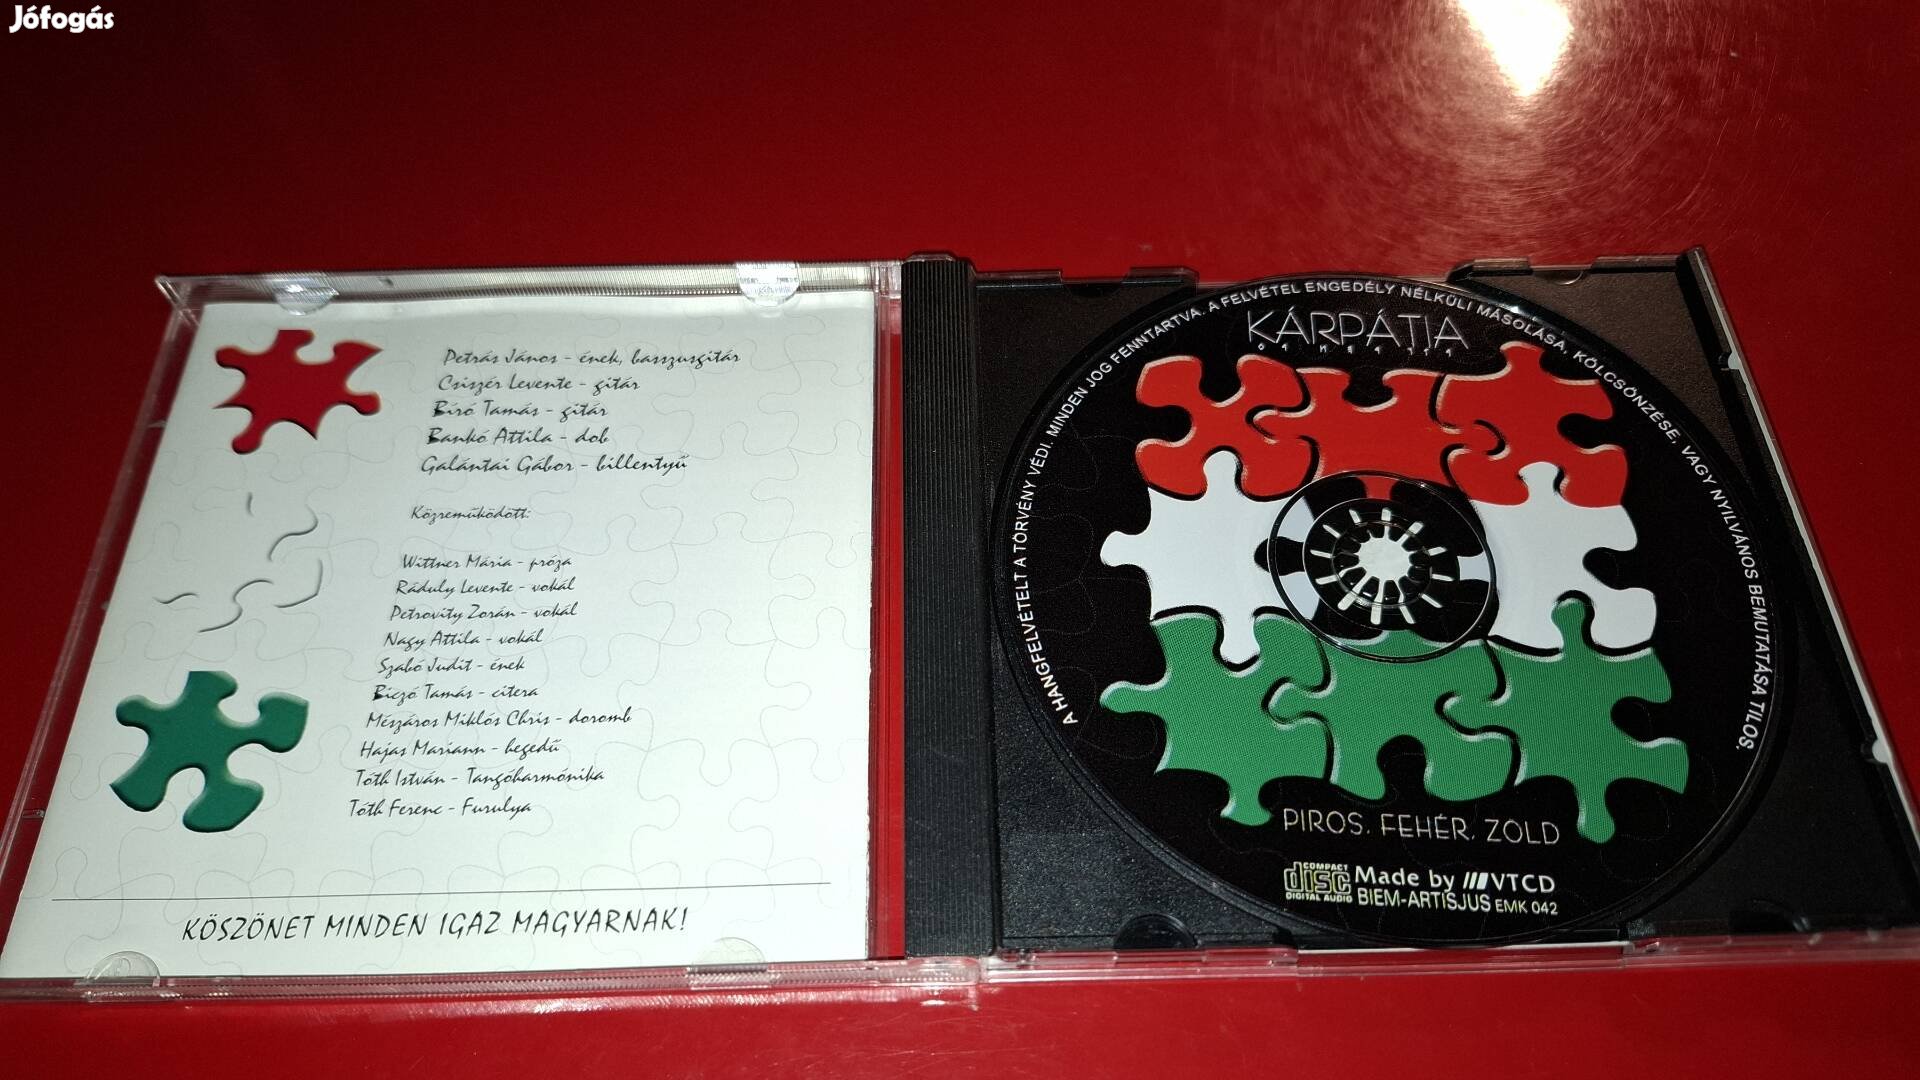 Jófogás
Petrás János - ének, basszusgitár
Csiszér Levente - gitár
Bíró Tamás - gitár
Bankó Attila - dob
Galántai Gábor - billentyű
Közreműködött:
Wittner Mária - próza
Ráduly Levente - vokál
Petrovity Zorán - vokál
Nagy Attila - vokál
Szabó Judit - ének
Biczó Tamás - citera
Mészáros Miklós Chris - doromb
Hajas Mariann - hegedű
Tóth István - Tangóharmónika
Tóth Ferenc - Furulya
KÖSZÖNET MINDEN IGAZ MAGYARNAK!
A HANGFELVÉTELT A TÖRVÉNY VÉDI. MINDEN JOG FENNTARTVA. A FELVÉTEL ENGEDÉLY NÉLKÜLI MÁSOLÁSA, KÖLCSÖNZÉSE, VAGY NYILVÁNOS BEMUTATÁSA TILOS.
KÁRPÁTIA
PIROS, FEHÉR, ZÖLD
COMPACT
disc
DIGITAL AUDIO
Made by VTCD
BIEM-ARTISJUS EMK 042